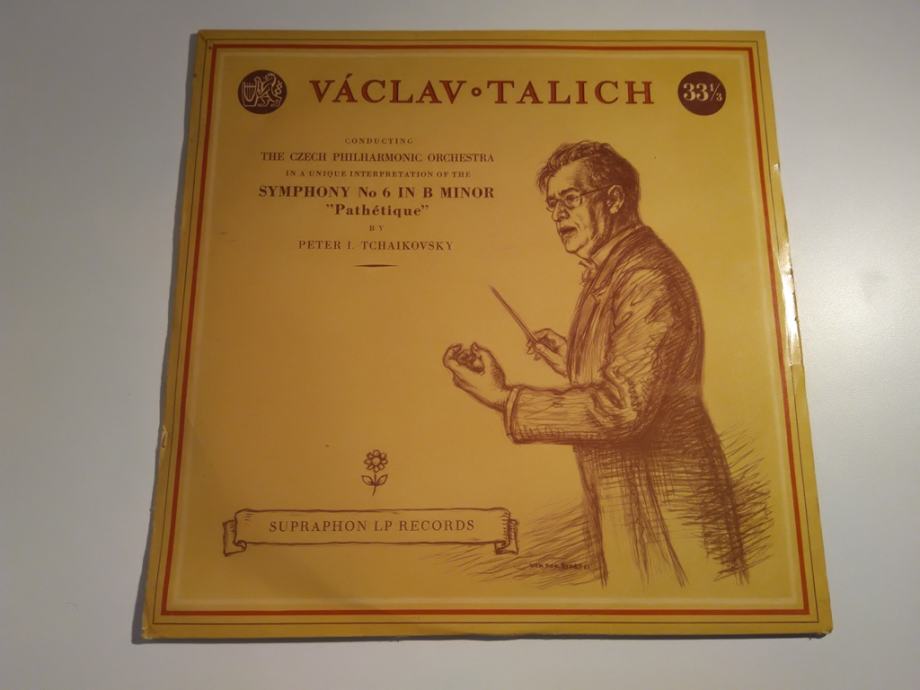 VÁCLAV • TALICH
33⅓
CONDUCTING
THE CZECH PHILHARMONIC ORCHESTRA
IN A UNIQUE INTERPRETATION OF THE
SYMPHONY No 6 IN B MINOR
”Pathétique”
BY
PETER I. TCHAIKOVSKY
SUPRAPHON LP RECORDS